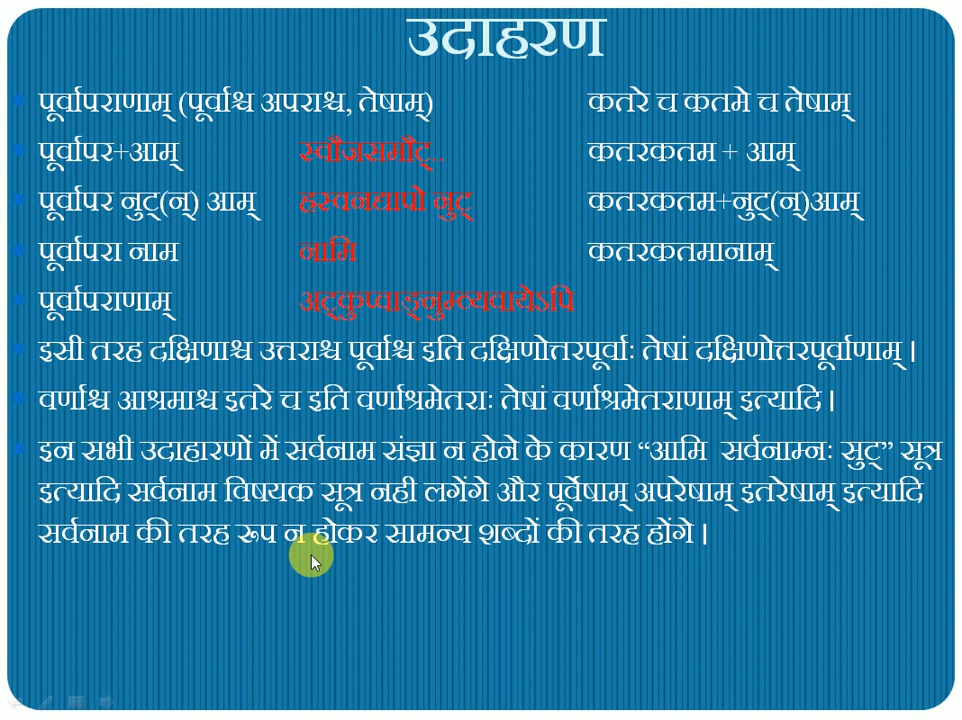 उदाहरण
पूर्वापराणाम् (पूर्वाश्च अपराश्च, तेषाम्) कतरे च कतमे च तेषाम्
पूर्वापर+आम् स्वौजसमौट्.. कतरकतम + आम्
पूर्वापर नुट्(न्) आम् ह्रस्वनद्यापो नुट् कतरकतम+नुट्(न्)आम्
पूर्वापरा नाम नामि कतरकतमानाम्
पूर्वापराणाम् अट्कुप्वाङ्नुम्व्यवायेऽपि
इसी तरह दक्षिणाश्च उत्तराश्च पूर्वाश्च इति दक्षिणोत्तरपूर्वाः तेषां दक्षिणोत्तरपूर्वाणाम् ।
वर्णाश्च आश्रमाश्च इतरे च इति वर्णाश्रमेतराः तेषां वर्णाश्रमेतराणाम् इत्यादि ।
इन सभी उदाहारणों में सर्वनाम संज्ञा न होने के कारण “आमि सर्वनाम्नः सुट्” सूत्र
इत्यादि सर्वनाम विषयक सूत्र नही लगेंगे और पूर्वेषाम् अपरेषाम् इतरेषाम् इत्यादि
सर्वनाम की तरह रूप न होकर सामन्य शब्दों की तरह होंगे ।